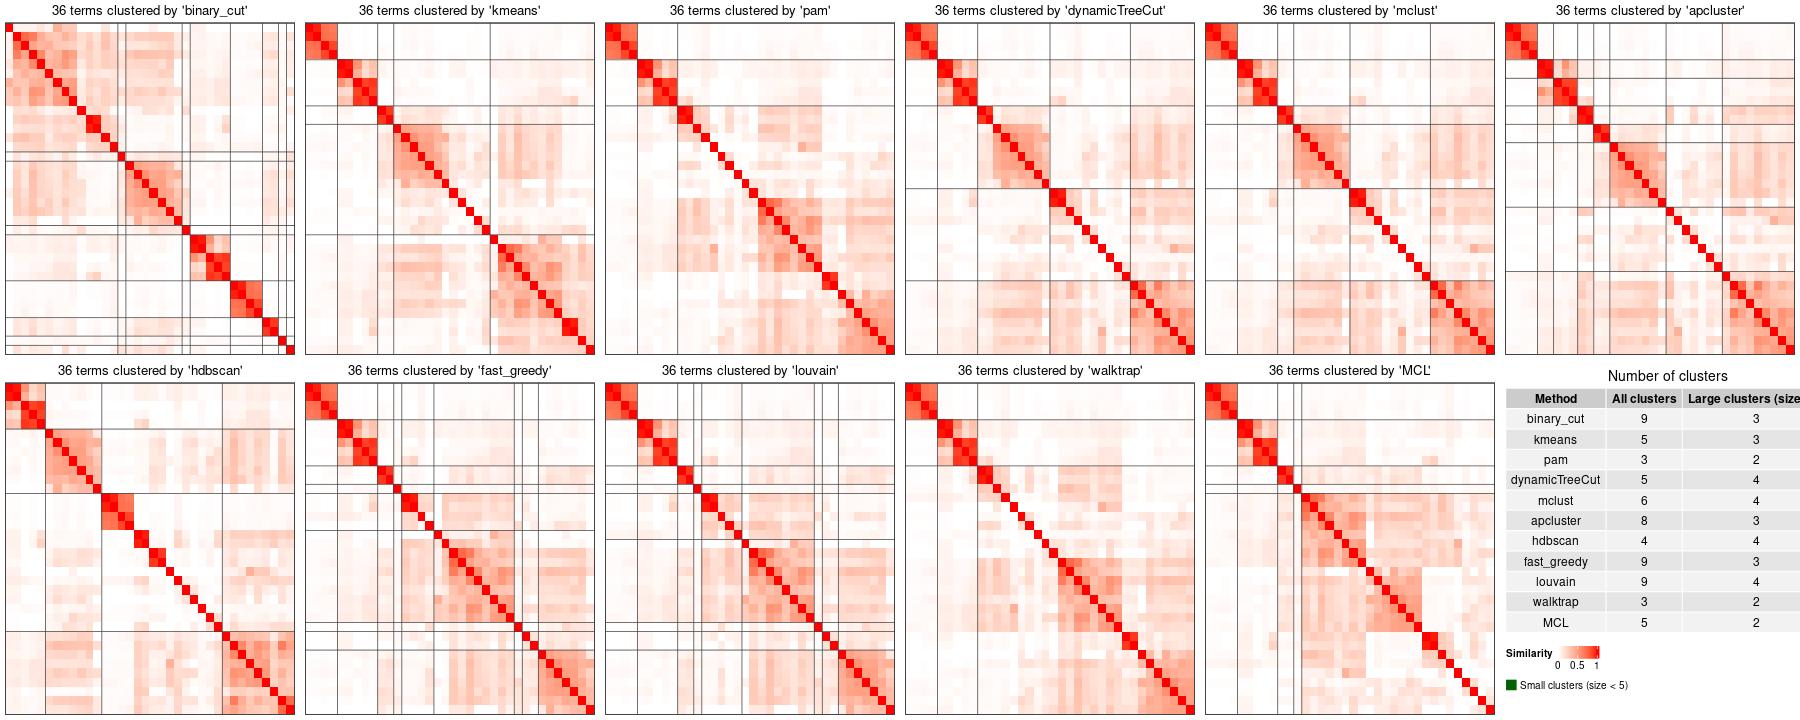 36 terms clustered by 'binary_cut'
36 terms clustered by 'kmeans'
36 terms clustered by 'pam'
36 terms clustered by 'dynamicTreeCut'
36 terms clustered by 'mclust'
36 terms clustered by 'apcluster'
36 terms clustered by 'hdbscan'
36 terms clustered by 'fast_greedy'
36 terms clustered by 'louvain'
36 terms clustered by 'walktrap'
36 terms clustered by 'MCL'
Number of clusters
Method All clusters Large clusters (size
binary_cut 9 3
kmeans 5 3
pam 3 2
dynamicTreeCut 5 4
mclust 6 4
apcluster 8 3
hdbscan 4 4
fast_greedy 9 3
louvain 9 4
walktrap 3 2
MCL 5 2
Similarity
0 0.5 1
Small clusters (size < 5)